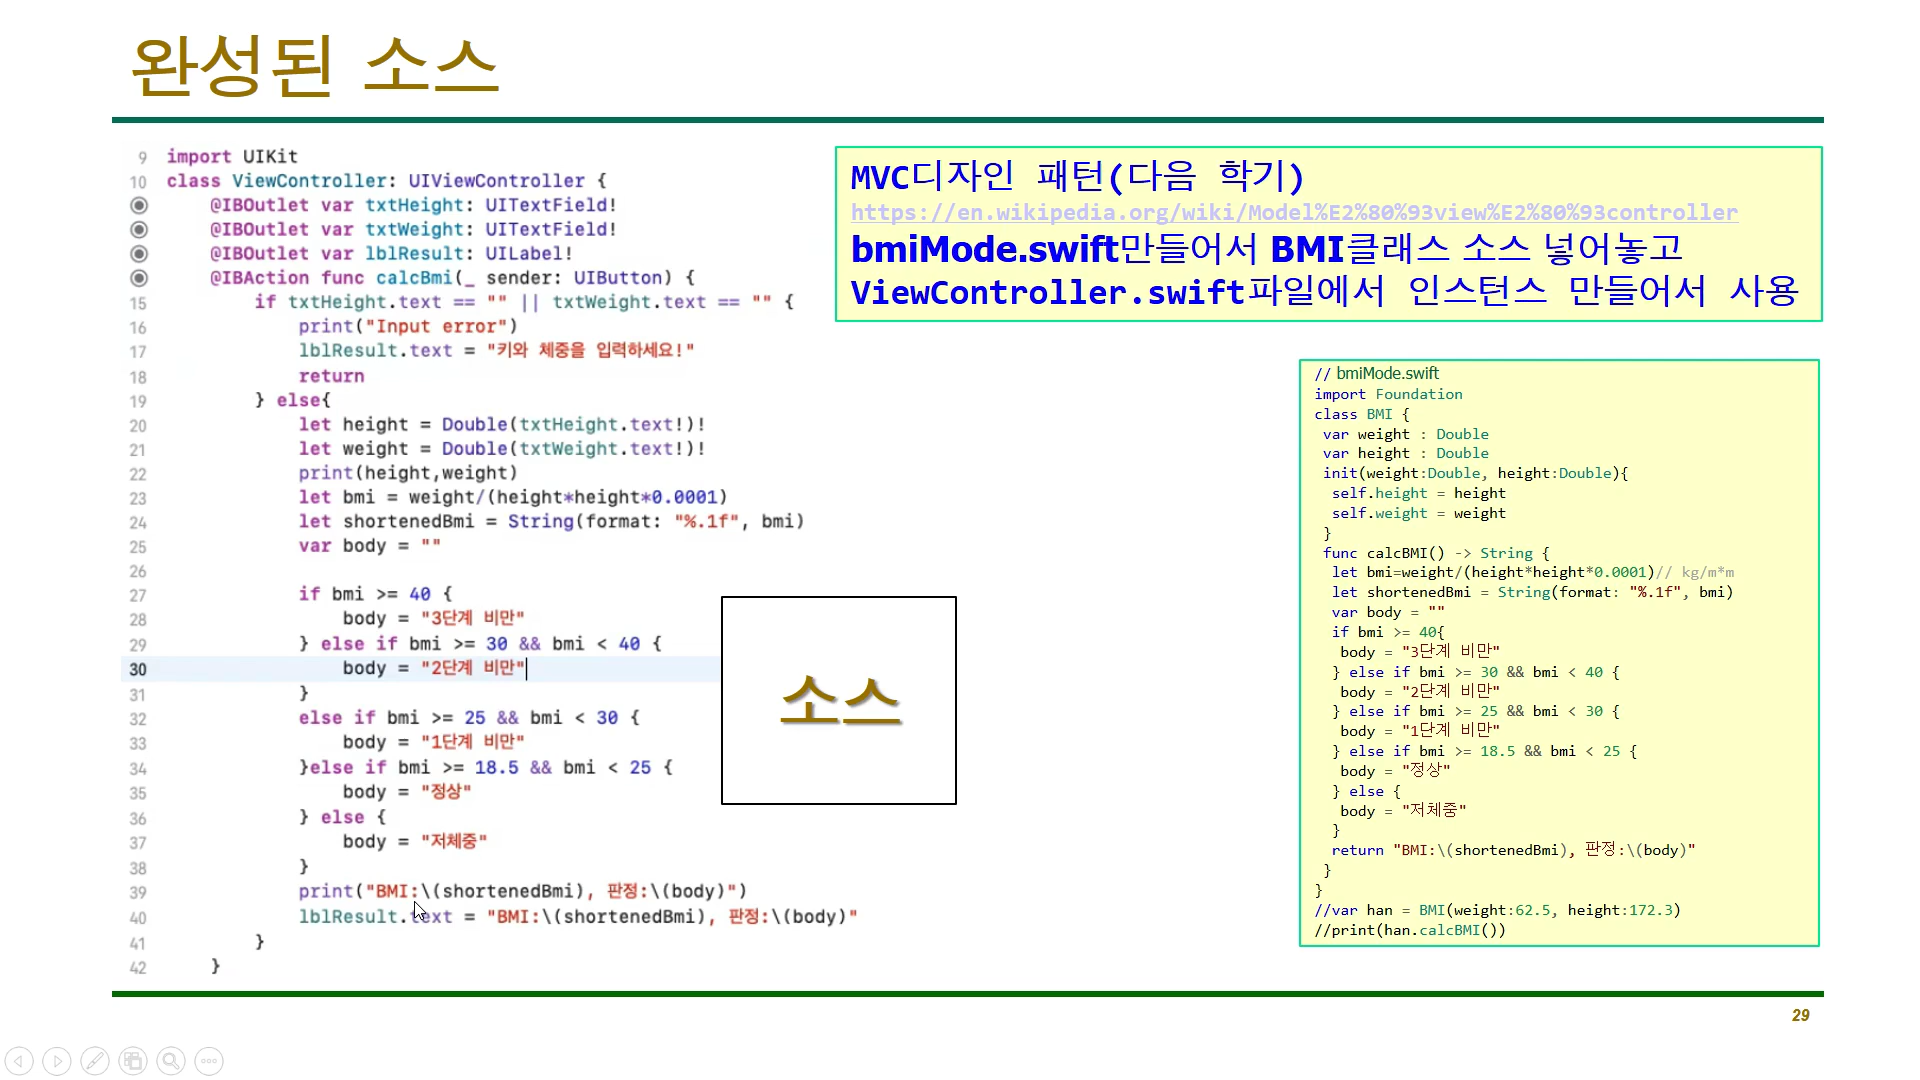 완성된 소스
9 import UIKit
10 class ViewController: UIViewController {
@IBOutlet var txtHeight: UITextField!
@IBOutlet var txtWeight: UITextField!
@IBOutlet var lblResult: UILabel!
@IBAction func calcBmi(_ sender: UIButton) {
15 if txtHeight.text == "" || txtWeight.text == "" {
16 print("Input error")
17 lblResult.text = "키와 체중을 입력하세요!"
18 return
19 } else{
20 let height = Double(txtHeight.text!)!
21 let weight = Double(txtWeight.text!)!
22 print(height,weight)
23 let bmi = weight/(height*height*0.0001)
24 let shortenedBmi = String(format: "%.1f", bmi)
25 var body = ""
26
27 if bmi >= 40 {
28 body = "3단계 비만"
29 } else if bmi >= 30 && bmi < 40 {
30 body = "2단계 비만"
31 }
32 else if bmi >= 25 && bmi < 30 {
33 body = "1단계 비만"
34 }else if bmi >= 18.5 && bmi < 25 {
35 body = "정상"
36 } else {
37 body = "저체중"
38 }
39 print("BMI:\(shortenedBmi), 판정:\(body)")
40 lblResult.text = "BMI:\(shortenedBmi), 판정:\(body)"
41 }
42 }
소스
MVC디자인 패턴(다음 학기)
https://en.wikipedia.org/wiki/Model%E2%80%93view%E2%80%93controller
bmiMode.swift만들어서 BMI클래스 소스 넣어놓고
ViewController.swift파일에서 인스턴스 만들어서 사용
// bmiMode.swift
import Foundation
class BMI {
var weight : Double
var height : Double
init(weight:Double, height:Double){
self.height = height
self.weight = weight
}
func calcBMI() -> String {
let bmi=weight/(height*height*0.0001)// kg/m*m
let shortenedBmi = String(format: "%.1f", bmi)
var body = ""
if bmi >= 40{
body = "3단계 비만"
} else if bmi >= 30 && bmi < 40 {
body = "2단계 비만"
} else if bmi >= 25 && bmi < 30 {
body = "1단계 비만"
} else if bmi >= 18.5 && bmi < 25 {
body = "정상"
} else {
body = "저체중"
}
return "BMI:\(shortenedBmi), 판정:\(body)"
}
}
//var han = BMI(weight:62.5, height:172.3)
//print(han.calcBMI())
29